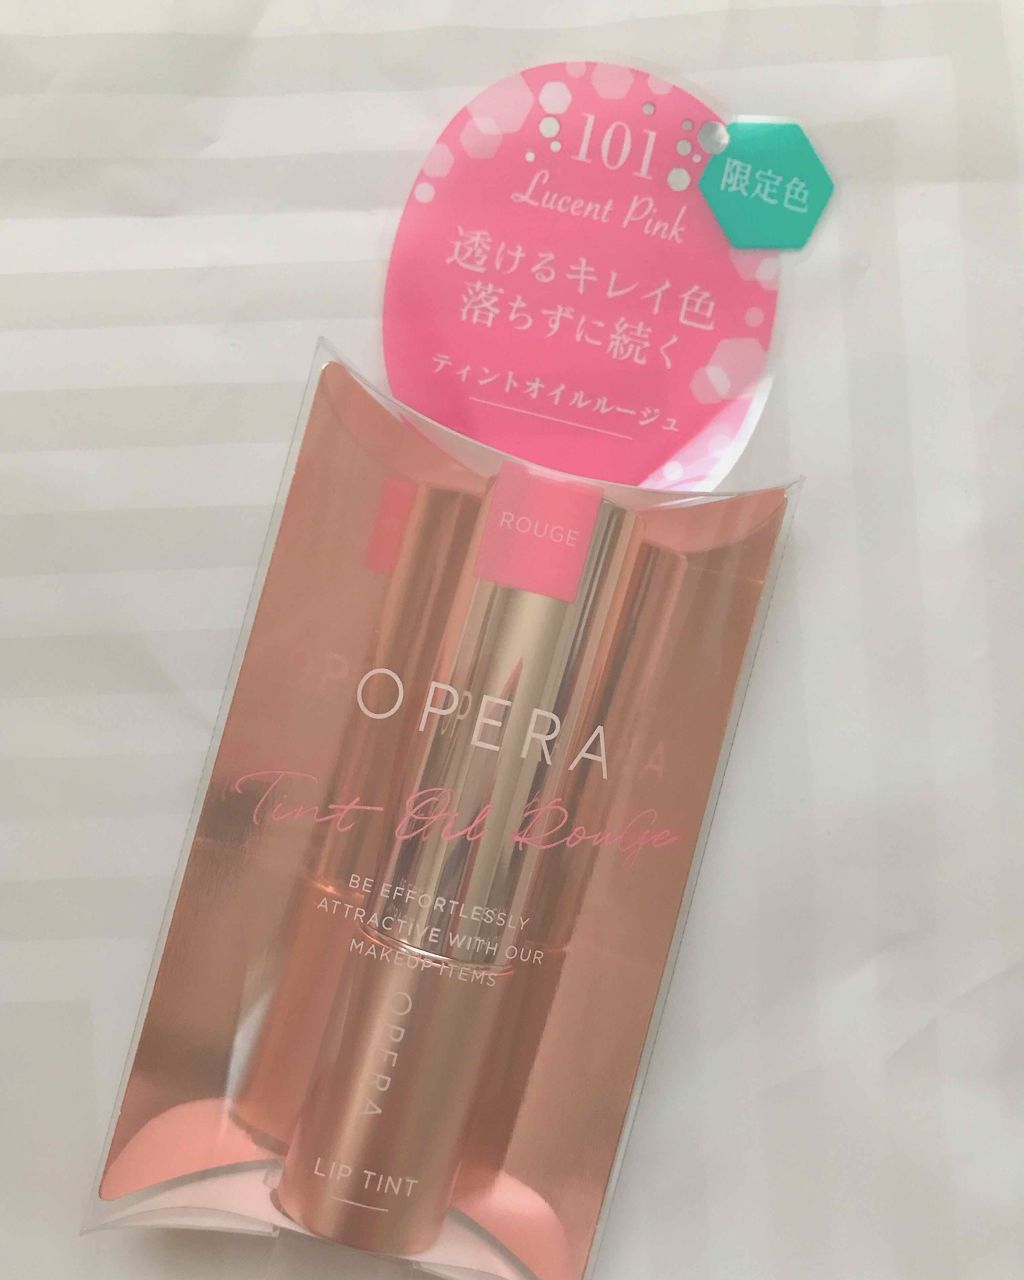 101
Lucent Pink
限定色
透けるキレイ色
落ちずに続く
ティントオイルルージュ
ROUGE
OPERA
Tint Oil Rouge
BE EFFORTLESSLY
ATTRACTIVE WITH OUR
MAKEUP ITEMS
OPERA
LIP TINT